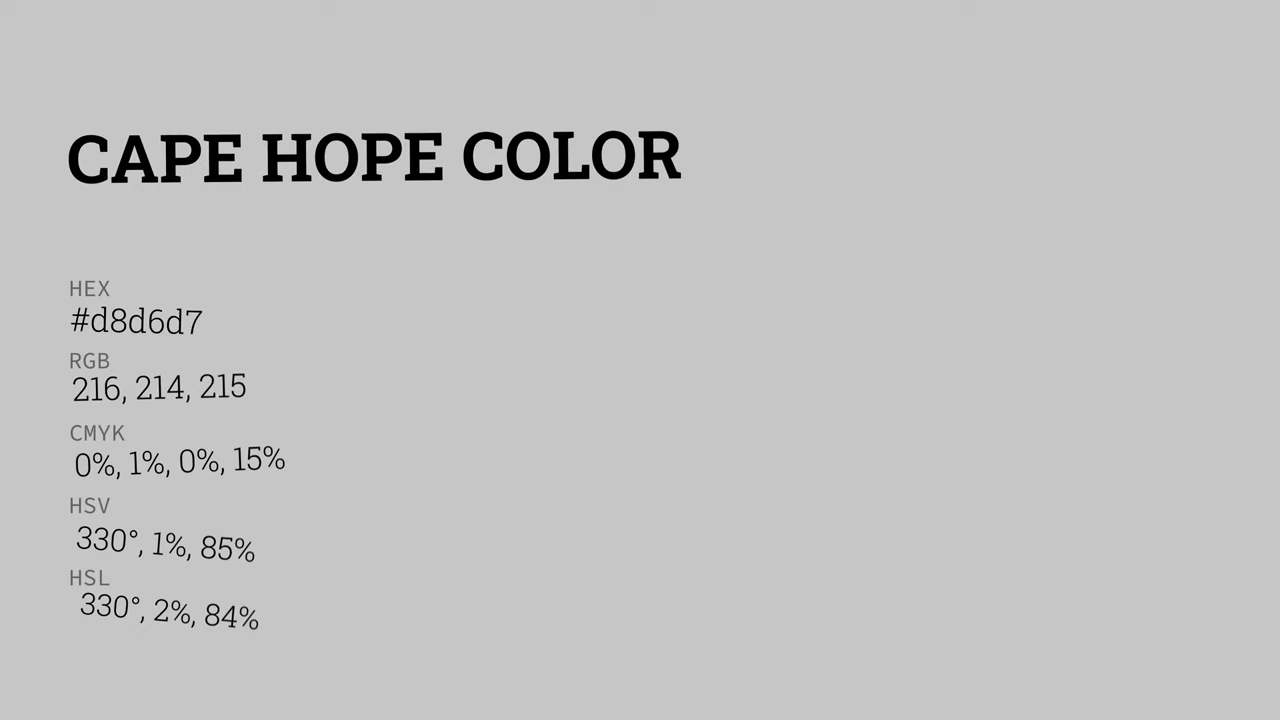 CAPE HOPE COLOR
HEX
#d8d6d7
RGB
216, 214, 215
CMYK
0%, 1%, 0%, 15%
HSV
330°, 1%, 85%
HSL
330°, 2%, 84%